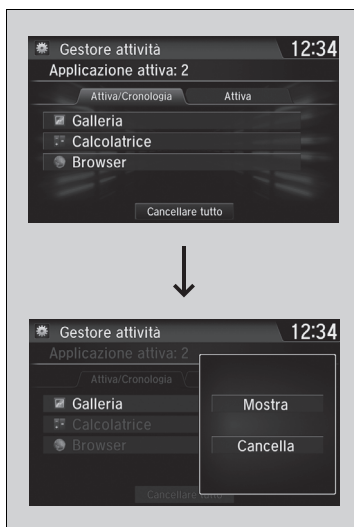 Gestore attività 12:34
Applicazione attiva: 2
Attiva/Cronologia Attiva
Galleria
Calcolatrice
Browser
Cancellare tutto
Gestore attività 12:34
Applicazione attiva: 2
Attiva/Cronologia
Galleria
Calcolatrice
Browser
Mostra
Cancella
Cancellare tutto